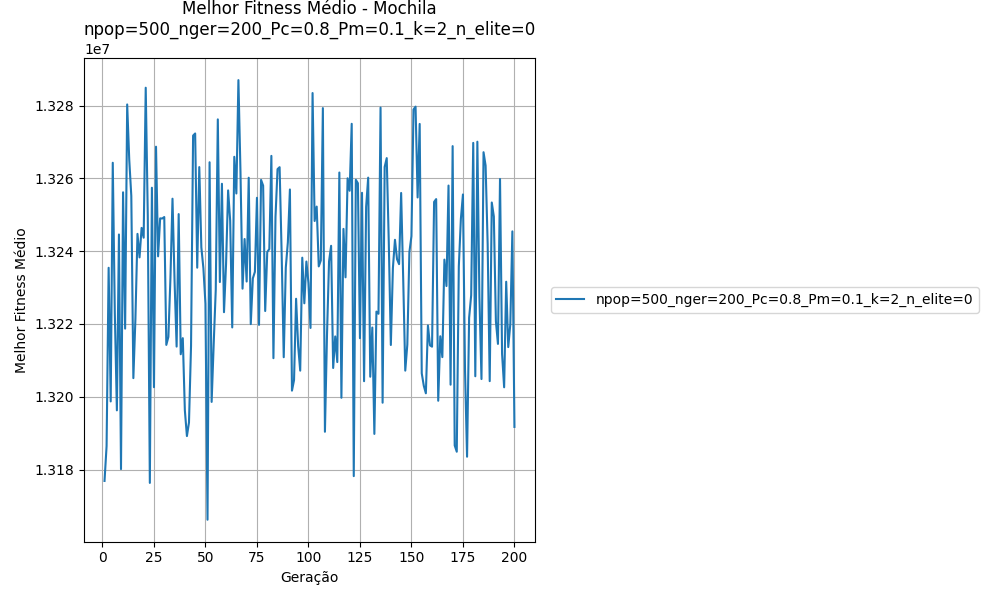 Melhor Fitness Médio - Mochila
npop=500_nger=200_Pc=0.8_Pm=0.1_k=2_n_elite=0
1e7
1.328
1.326
1.324
1.322
1.320
1.318
Melhor Fitness Médio
0 25 50 75 100 125 150 175 200
Geração
npop=500_nger=200_Pc=0.8_Pm=0.1_k=2_n_elite=0